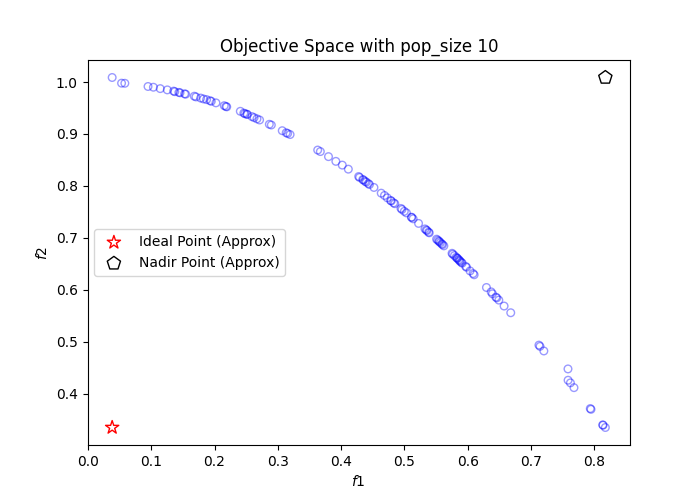 Objective Space with pop_size 10
1.0
0.9
0.8
0.7
0.6
0.5
0.4
f2
Ideal Point (Approx)
Nadir Point (Approx)
0.0 0.1 0.2 0.3 0.4 0.5 0.6 0.7 0.8
f1